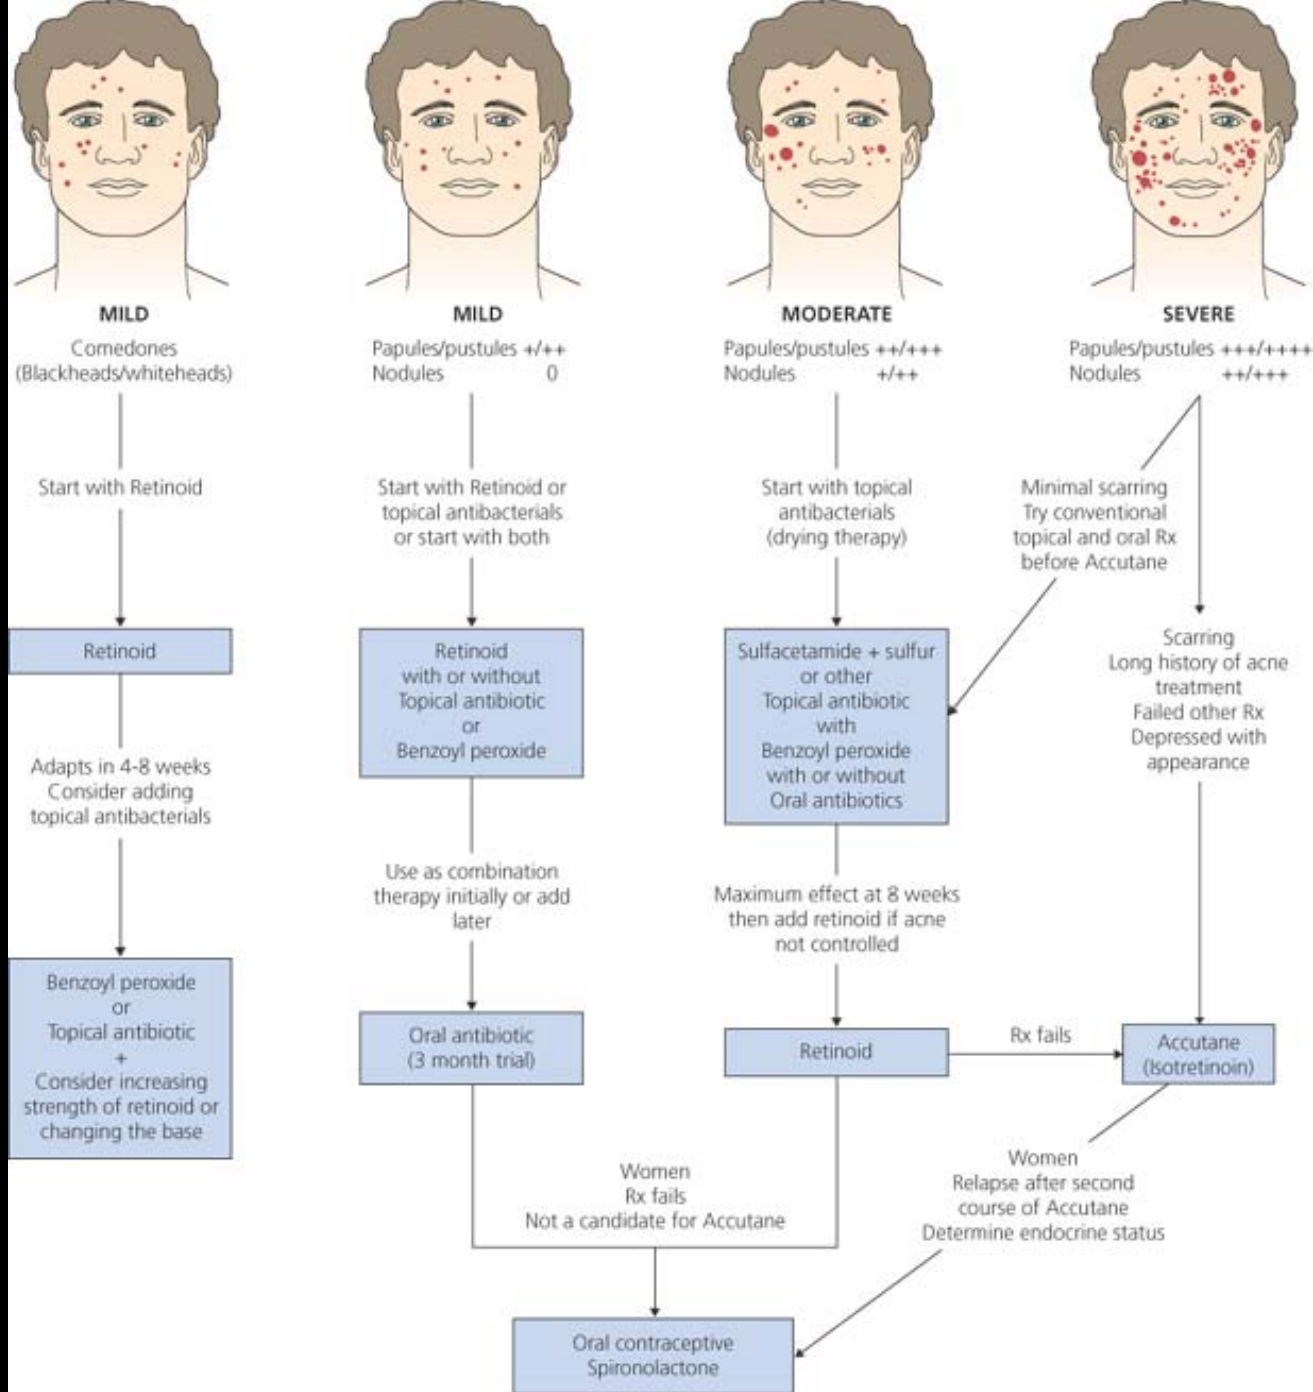 MILD
Comedones
(Blackheads/whiteheads)
Start with Retinoid
Retinoid
Adapts in 4-8 weeks
Consider adding
topical antibacterials
Benzoyl peroxide
or
Topical antibiotic
+
Consider increasing
strength of retinoid or
changing the base
MILD
Papules/pustules +/++
Nodules 0
Start with Retinoid or
topical antibacterials
or start with both
Retinoid
with or without
Topical antibiotic
or
Benzoyl peroxide
Use as combination
therapy initially or add
later
Oral antibiotic
(3 month trial)
MODERATE
Papules/pustules ++/+++
Nodules +/++
Start with topical
antibacterials
(drying therapy)
Sulfacetamide + sulfur
or other
Topical antibiotic
with
Benzoyl peroxide
with or without
Oral antibiotics
Maximum effect at 8 weeks
then add retinoid if acne
not controlled
Retinoid
Rx fails
SEVERE
Papules/pustules +++/++++
Nodules ++/+++
Minimal scarring
Try conventional
topical and oral Rx
before Accutane
Scarring
Long history of acne
treatment
Failed other Rx
Depressed with
appearance
Accutane
(Isotretinoin)
Women
Rx fails
Not a candidate for Accutane
Women
Relapse after second
course of Accutane
Determine endocrine status
Oral contraceptive
Spironolactone